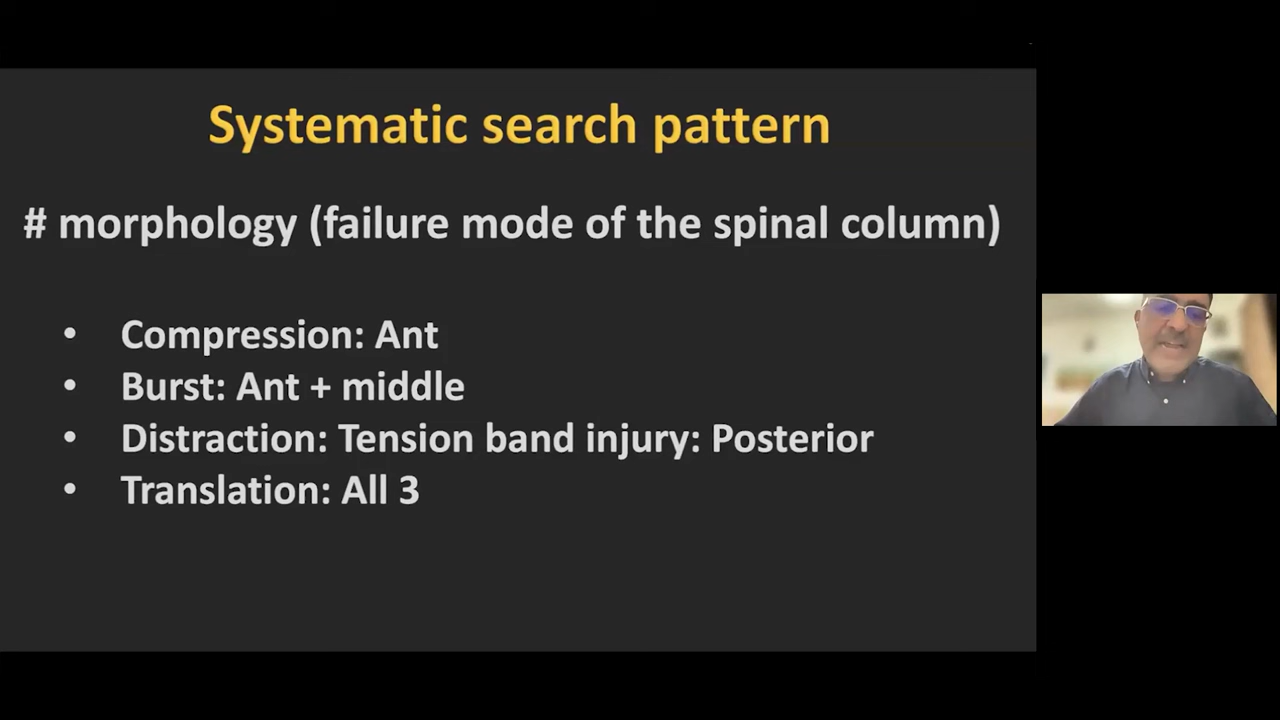 Systematic search pattern
# morphology (failure mode of the spinal column)
• Compression: Ant
• Burst: Ant + middle
• Distraction: Tension band injury: Posterior
• Translation: All 3